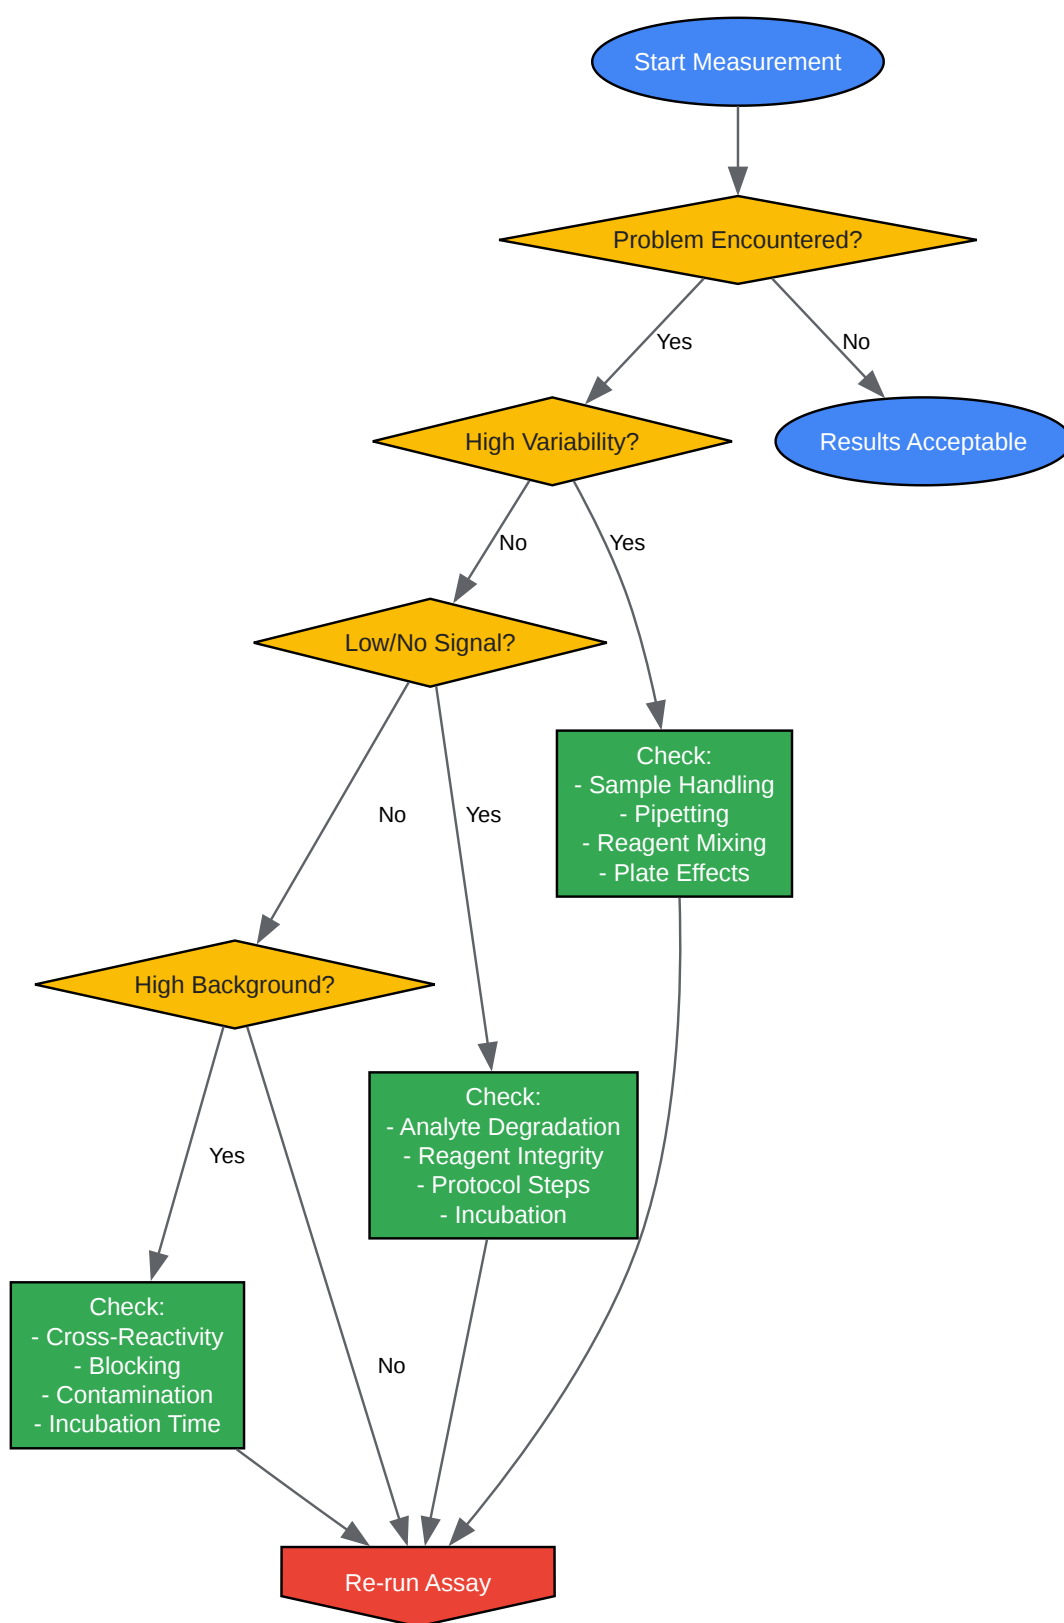 Start Measurement
Problem Encountered?
Yes
No
High Variability?
Results Acceptable
No
Yes
Low/No Signal?
Check:
- Sample Handling
- Pipetting
- Reagent Mixing
- Plate Effects
No
Yes
High Background?
Check:
- Analyte Degradation
- Reagent Integrity
- Protocol Steps
- Incubation
Yes
Check:
- Cross-Reactivity
- Blocking
- Contamination
- Incubation Time
No
Re-run Assay